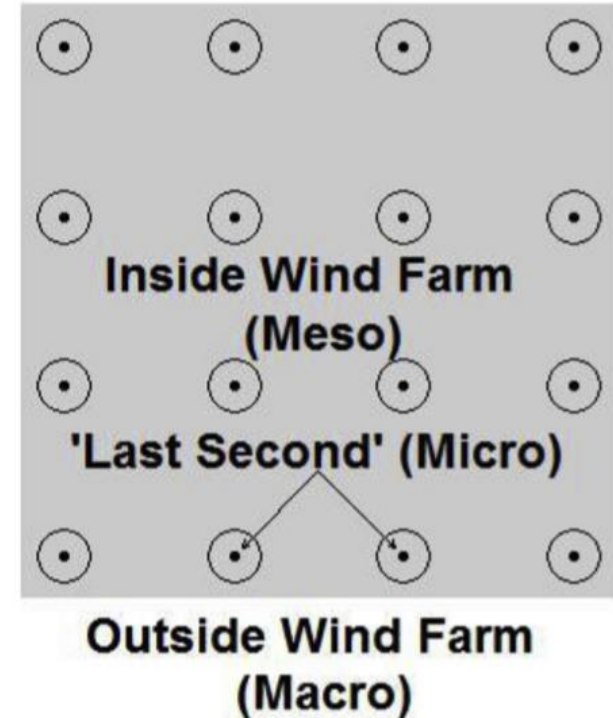 Inside Wind Farm
(Meso)
'Last Second' (Micro)
Outside Wind Farm
(Macro)